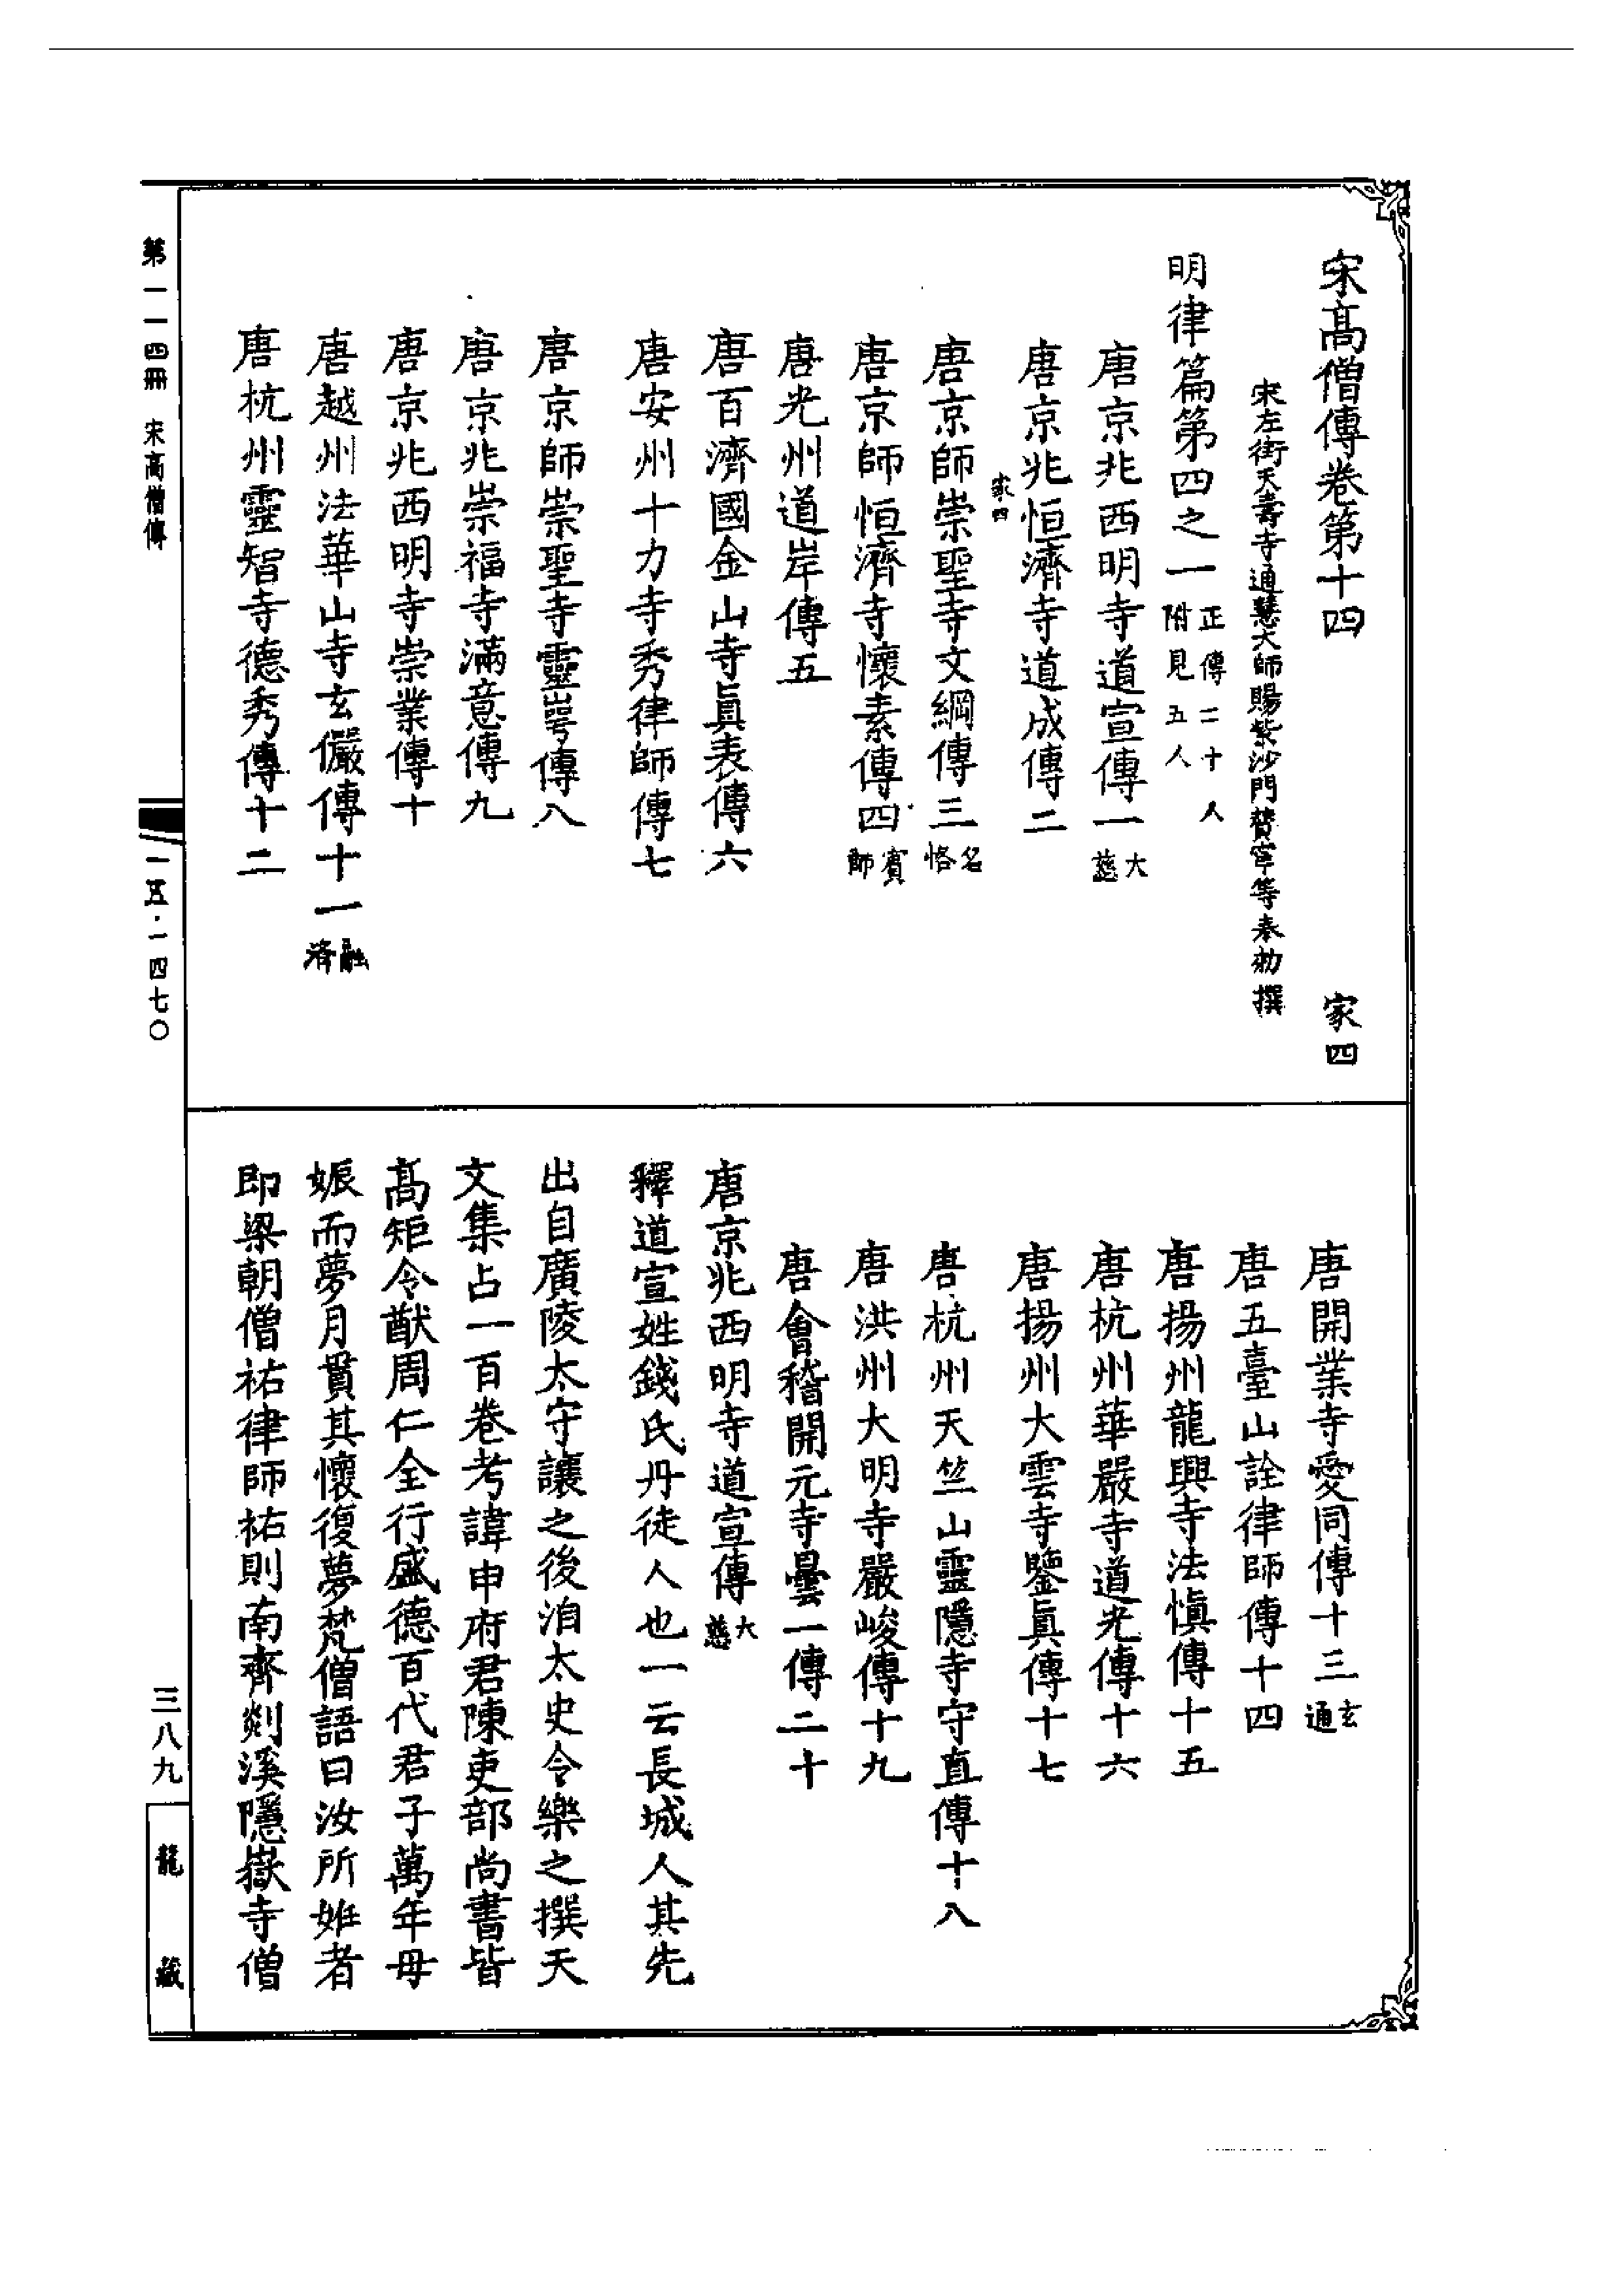 宋高僧傳卷第十四 家四
宋左街天壽寺通慧大師賜紫沙門贊寧等奉勅撰
明律篇第四之一 正傳二十人 附見五人
唐京兆西明寺道宣傳一 大慈
唐京兆恒濟寺道成傳二
家四
唐京師崇聖寺文綱傳三 名恪
唐京師恒濟寺懷素傳四 賓師
唐光州道岸傳五
唐百濟國金山寺眞表傳六
唐安州十力寺秀律師傳七
唐京師崇聖寺靈崿傳八
唐京兆崇福寺滿意傳九
唐京兆西明寺崇業傳十
唐越州法華山寺玄儼傳十一 融濟
唐杭州靈智寺德秀傳十二
唐開業寺愛同傳十三 玄通
唐五臺山詮律師傳十四
唐揚州龍興寺法愼傳十五
唐杭州華嚴寺道光傳十六
唐揚州大雲寺鑒眞傳十七
唐杭州天竺山靈隱寺守直傳十八
唐洪州大明寺嚴峻傳十九
唐會稽開元寺曇一傳二十
唐京兆西明寺道宣傳 大慈
釋道宣姓錢氏丹徒人也一云長城人其先
出自廣陵太守讓之後洎太史令樂之撰天
文集占一百卷考諱申府君陳吏部尚書皆
高矩令猷周仁全行盛德百代君子萬年母
娠而夢月貫其懷復夢梵僧語曰汝所姙者
即梁朝僧祐律師祐則南齊剡溪隱嶽寺僧
第一一四冊 宋高僧傳
一五·一四七〇
三八九
龍藏